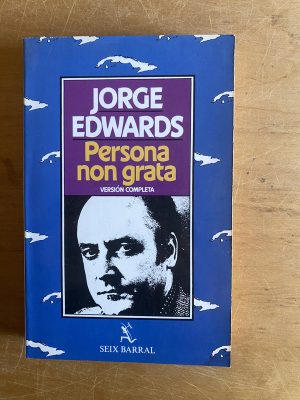 JORGE
EDWARDS
Persona
non grata
VERSIÓN COMPLETA
SEIX BARRAL